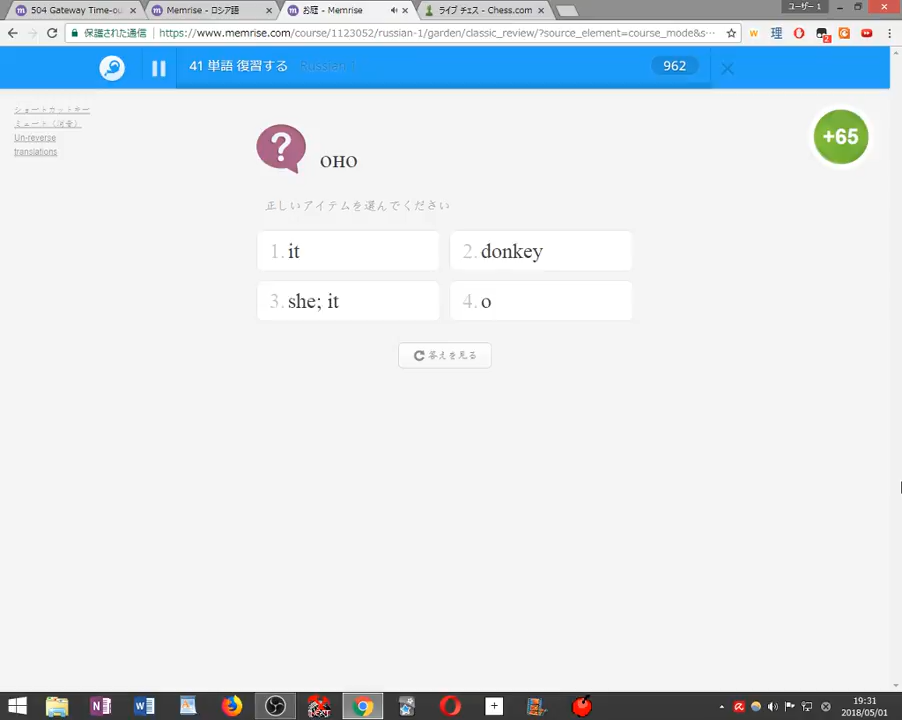 504 Gateway Time-ou
Memrise - ロシア語
お庭 - Memrise
ライブ チェス - Chess.com
ユーザー 1
保護された通信
https://www.memrise.com/course/1123052/russian-1/garden/classic_review/?source_element=course_mode&s…
41 単語 復習する Russian 1
962
ショートカットキー
ミュート (消音)
Un-reverse
translations
+65
?
оно
正しいアイテムを選んでください
1. it
2. donkey
3. she; it
4. o
答えを見る
19:31
2018/05/01